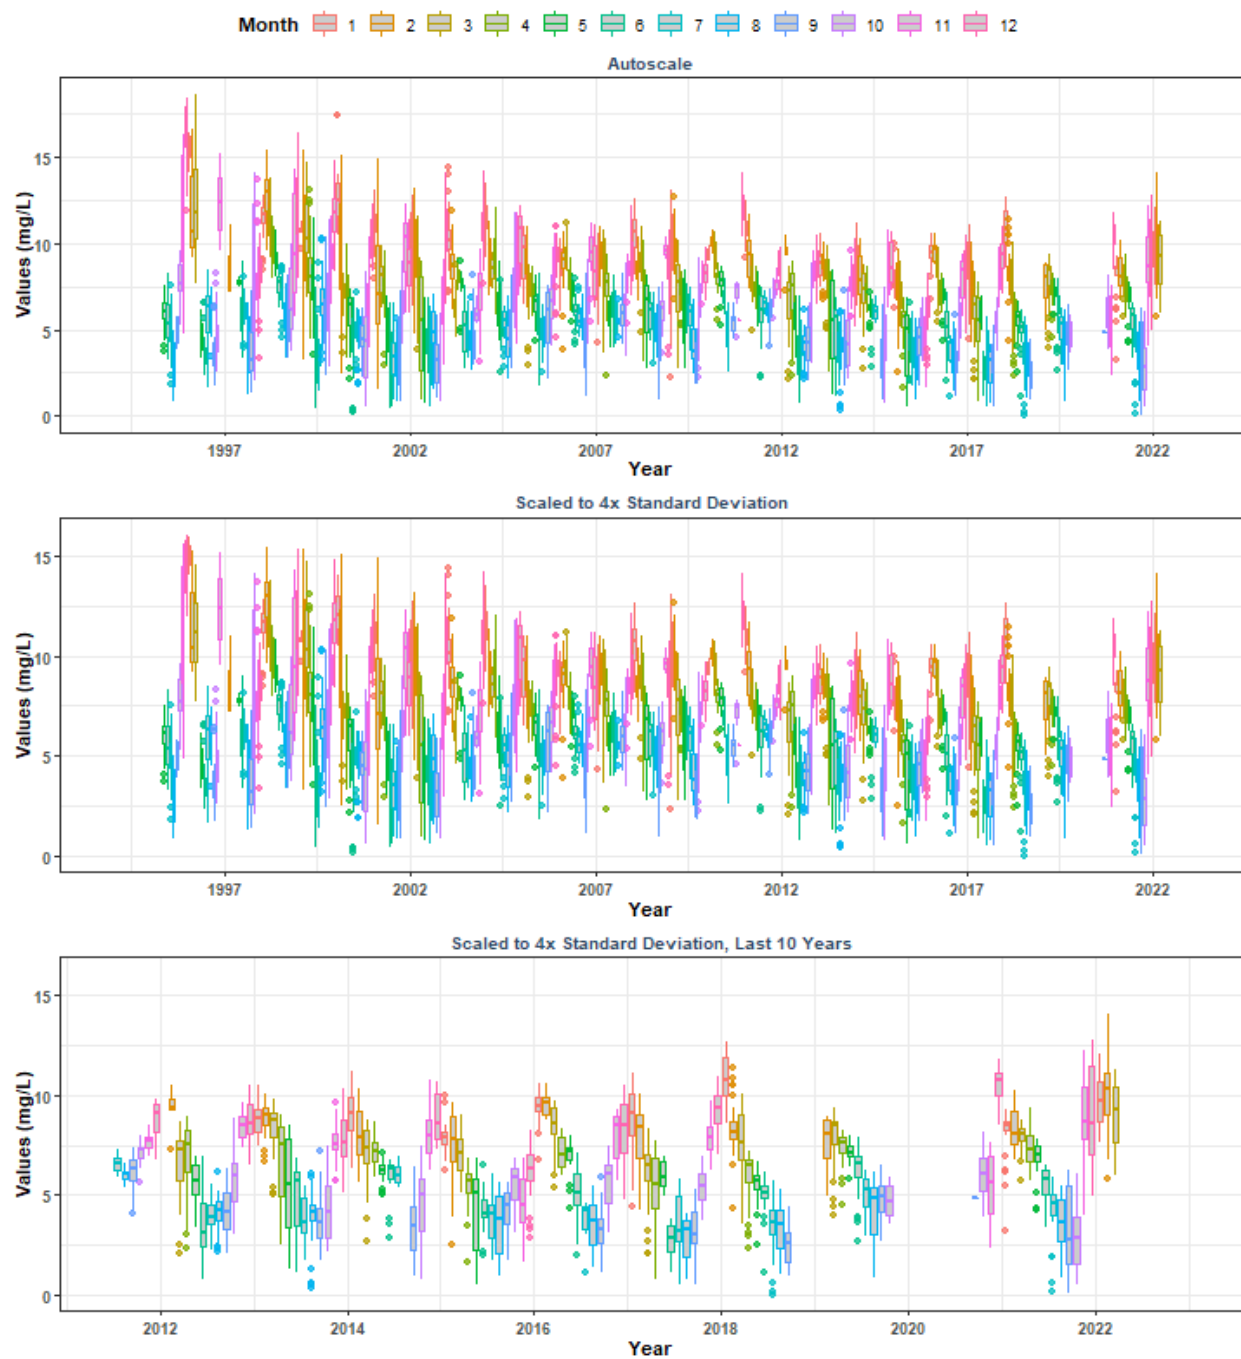 Month 1 2 3 4 5 6 7 8 9 10 11 12
Autoscale
Values (mg/L)
15
10
5
0
1997 2002 2007 2012 2017 2022
Year
Scaled to 4x Standard Deviation
Values (mg/L)
15
10
5
0
1997 2002 2007 2012 2017 2022
Year
Scaled to 4x Standard Deviation, Last 10 Years
Values (mg/L)
15
10
5
0
2012 2014 2016 2018 2020 2022
Year